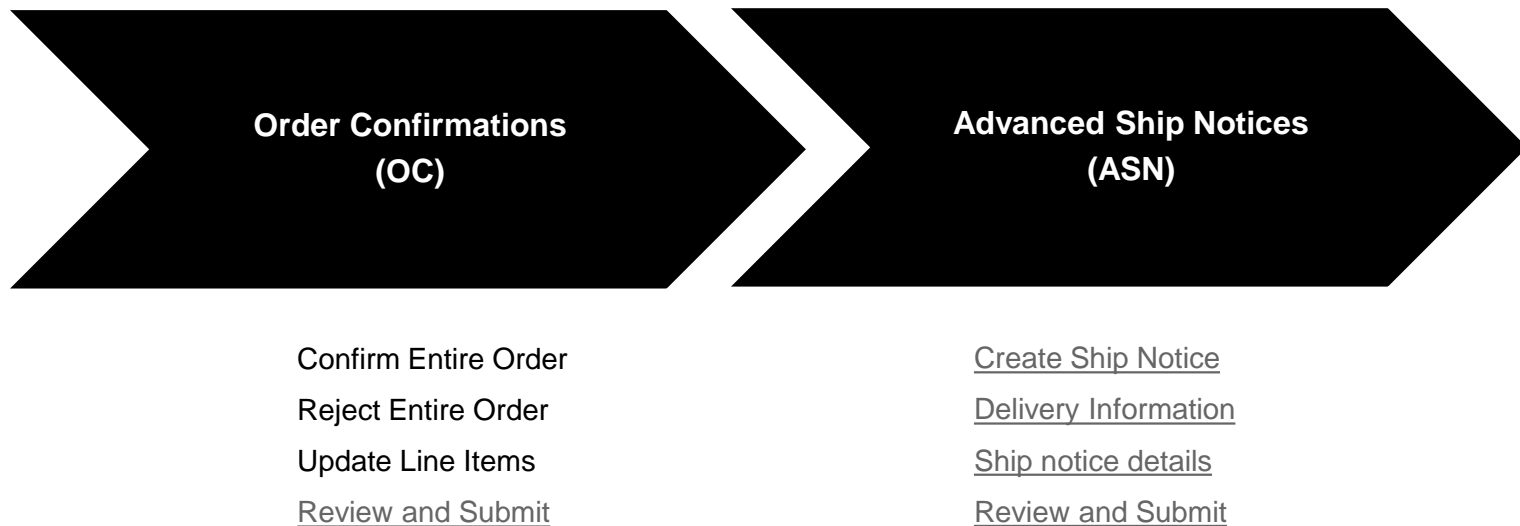 Order Confirmations
(OC)
Advanced Ship Notices
(ASN)
Confirm Entire Order
Reject Entire Order
Update Line Items
Review and Submit
Create Ship Notice
Delivery Information
Ship notice details
Review and Submit